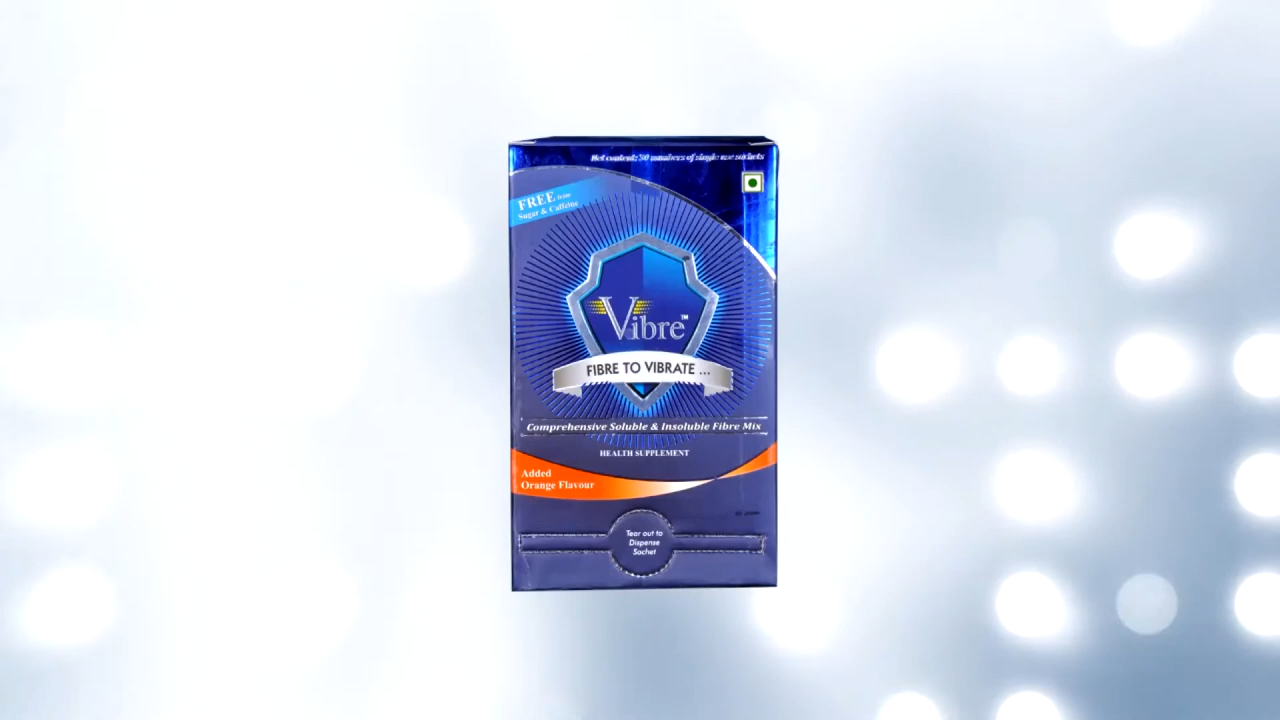 Net content: 30 numbers of single use sachets
FREE from
Sugar & Caffeine
Vibre™
FIBRE TO VIBRATE ...
Comprehensive Soluble & Insoluble Fibre Mix
HEALTH SUPPLEMENT
Added
Orange Flavour
Tear out to
Dispense
Sachet